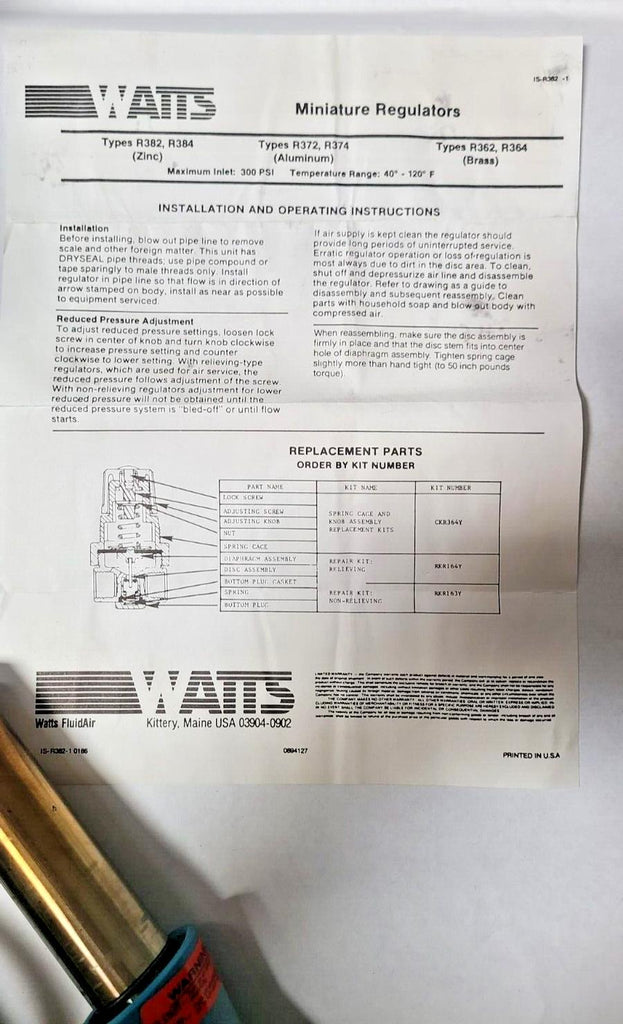 IS-R382 -1
WATTS
Miniature Regulators
Types R382, R384
(Zinc)
Types R372, R374
(Aluminum)
Types R362, R364
(Brass)
Maximum Inlet: 300 PSI Temperature Range: 40° - 120° F
INSTALLATION AND OPERATING INSTRUCTIONS
Installation
Before installing, blow out pipe line to remove
scale and other foreign matter. This unit has
DRYSEAL pipe threads; use pipe compound or
tape sparingly to male threads only. Install
regulator in pipe line so that flow is in direction of
arrow stamped on body, install as near as possible
to equipment serviced.
Reduced Pressure Adjustment
To adjust reduced pressure settings, loosen lock
screw in center of knob and turn knob clockwise
to increase pressure setting and counter
clockwise to lower setting. With relieving-type
regulators, which are used for air service, the
reduced pressure follows adjustment of the screw.
With non-relieving regulators adjustment for lower
reduced pressure will not be obtained until the
reduced pressure system is "bled-off" or until flow
starts.
If air supply is kept clean the regulator should
provide long periods of uninterrupted service.
Erratic regulator operation or loss of regulation is
most always due to dirt in the disc area. To clean,
shut off and depressurize air line and disassemble
the regulator. Refer to drawing as a guide to
disassembly and subsequent reassembly. Clean
parts with household soap and blow out body with
compressed air.
When reassembling, make sure the disc assembly is
firmly in place and that the disc stem fits into center
hole of diaphragm assembly. Tighten spring cage
slightly more than hand tight (to 50 inch pounds
torque).
REPLACEMENT PARTS
ORDER BY KIT NUMBER
PART NAME KIT NAME KIT NUMBER
LOCK SCREW
ADJUSTING SCREW
ADJUSTING KNOB
NUT
SPRING CAGE
SPRING CAGE AND
KNOB ASSEMBLY
REPLACEMENT KITS
CKR364Y
DIAPHRAGM ASSEMBLY
DISC ASSEMBLY
BOTTOM PLUG GASKET
SPRING
BOTTOM PLUG
REPAIR KIT:
RELIEVING
RKR164Y
REPAIR KIT:
NON-RELIEVING
RKR163Y
WATTS
Watts FluidAir Kittery, Maine USA 03904-0902
IS-R382-1 0186
0894127
PRINTED IN U.S.A
WARNING